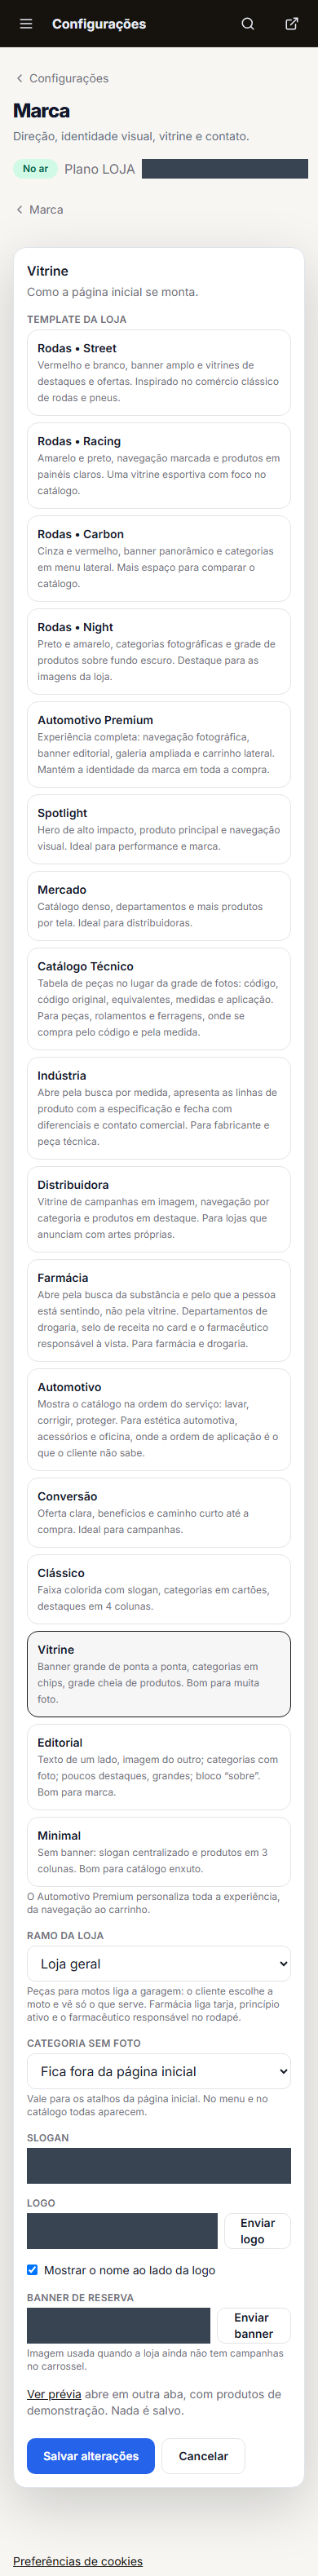 Configurações
Configurações
Marca
Direção, identidade visual, vitrine e contato.
No ar Plano LOJA
Marca
Vitrine
Como a página inicial se monta.
TEMPLATE DA LOJA
Rodas • Street
Vermelho e branco, banner amplo e vitrines de
destaques e ofertas. Inspirado no comércio clássico
de rodas e pneus.
Rodas • Racing
Amarelo e preto, navegação marcada e produtos em
painéis claros. Uma vitrine esportiva com foco no
catálogo.
Rodas • Carbon
Cinza e vermelho, banner panorâmico e categorias
em menu lateral. Mais espaço para comparar o
catálogo.
Rodas • Night
Preto e amarelo, categorias fotográficas e grade de
produtos sobre fundo escuro. Destaque para as
imagens da loja.
Automotivo Premium
Experiência completa: navegação fotográfica,
banner editorial, galeria ampliada e carrinho lateral.
Mantém a identidade da marca em toda a compra.
Spotlight
Hero de alto impacto, produto principal e navegação
visual. Ideal para performance e marca.
Mercado
Catálogo denso, departamentos e mais produtos
por tela. Ideal para distribuidoras.
Catálogo Técnico
Tabela de peças no lugar da grade de fotos: código,
código original, equivalentes, medidas e aplicação.
Para peças, rolamentos e ferragens, onde se
compra pelo código e pela medida.
Indústria
Abre pela busca por medida, apresenta as linhas de
produto com a especificação e fecha com
diferenciais e contato comercial. Para fabricante e
peça técnica.
Distribuidora
Vitrine de campanhas em imagem, navegação por
categoria e produtos em destaque. Para lojas que
anunciam com artes próprias.
Farmácia
Abre pela busca da substância e pelo que a pessoa
está sentindo, não pela vitrine. Departamentos de
drogaria, selo de receita no card e o farmacêutico
responsável à vista. Para farmácia e drogaria.
Automotivo
Mostra o catálogo na ordem do serviço: lavar,
corrigir, proteger. Para estética automotiva,
acessórios e oficina, onde a ordem de aplicação é o
que o cliente não sabe.
Conversão
Oferta clara, benefícios e caminho curto até a
compra. Ideal para campanhas.
Clássico
Faixa colorida com slogan, categorias em cartões,
destaques em 4 colunas.
Vitrine
Banner grande de ponta a ponta, categorias em
chips, grade cheia de produtos. Bom para muita
foto.
Editorial
Texto de um lado, imagem do outro; categorias com
foto; poucos destaques, grandes; bloco “sobre”.
Bom para marca.
Minimal
Sem banner: slogan centralizado e produtos em 3
colunas. Bom para catálogo enxuto.
O Automotivo Premium personaliza toda a experiência,
da navegação ao carrinho.
RAMO DA LOJA
Loja geral
Peças para motos liga a garagem: o cliente escolhe a
moto e vê só o que serve. Farmácia liga tarja, princípio
ativo e o farmacêutico responsável no rodapé.
CATEGORIA SEM FOTO
Fica fora da página inicial
Vale para os atalhos da página inicial. No menu e no
catálogo todas aparecem.
SLOGAN
LOGO
Enviar
logo
Mostrar o nome ao lado da logo
BANNER DE RESERVA
Enviar
banner
Imagem usada quando a loja ainda não tem campanhas
no carrossel.
Ver prévia abre em outra aba, com produtos de
demonstração. Nada é salvo.
Salvar alterações Cancelar
Preferências de cookies